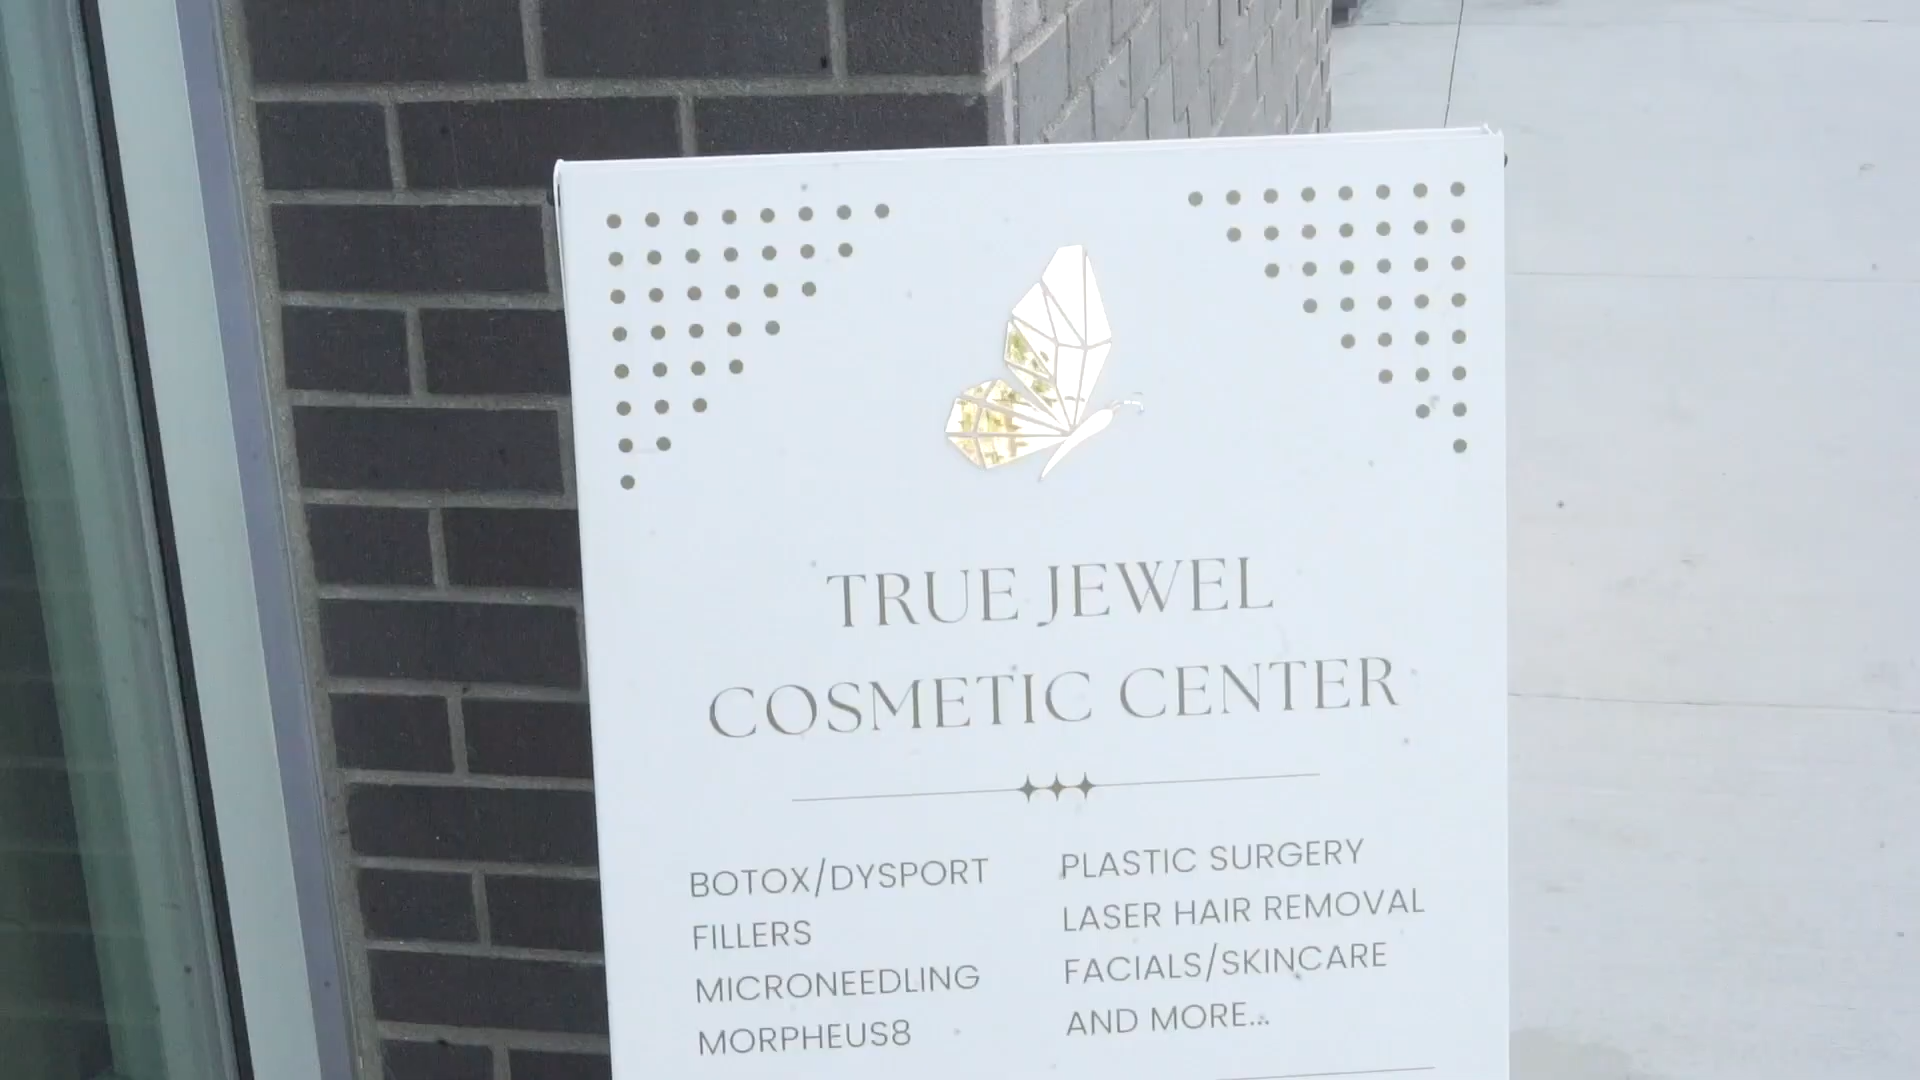 TRUE JEWEL
COSMETIC CENTER
BOTOX/DYSPORT
FILLERS
MICRONEEDLING
MORPHEUS8
PLASTIC SURGERY
LASER HAIR REMOVAL
FACIALS/SKINCARE
AND MORE...